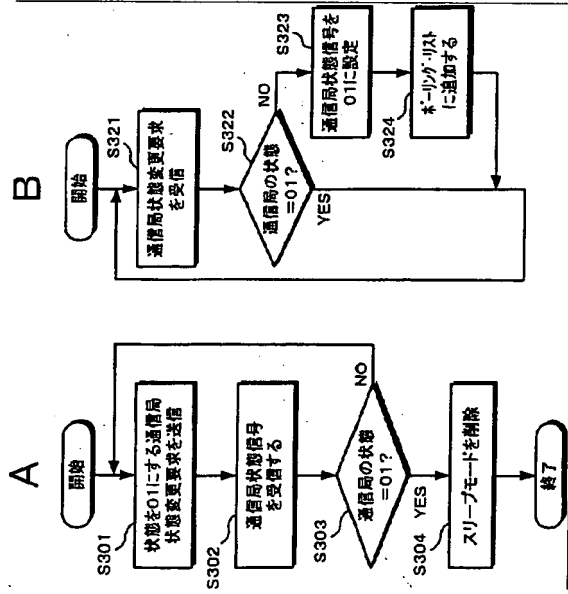 A
開始
S301
状態を01にする通信局
状態変更要求を送信
S302
通信局状態信号
を受信する
S303
通信局の状態
=01?
NO
YES
S304
スリープモードを削除
終了
B
開始
S321
通信局状態変更要求
を受信
S322
通信局の状態
=01?
NO
YES
S323
通信局状態信号を
01に設定
S324
ポーリング・リスト
に追加する